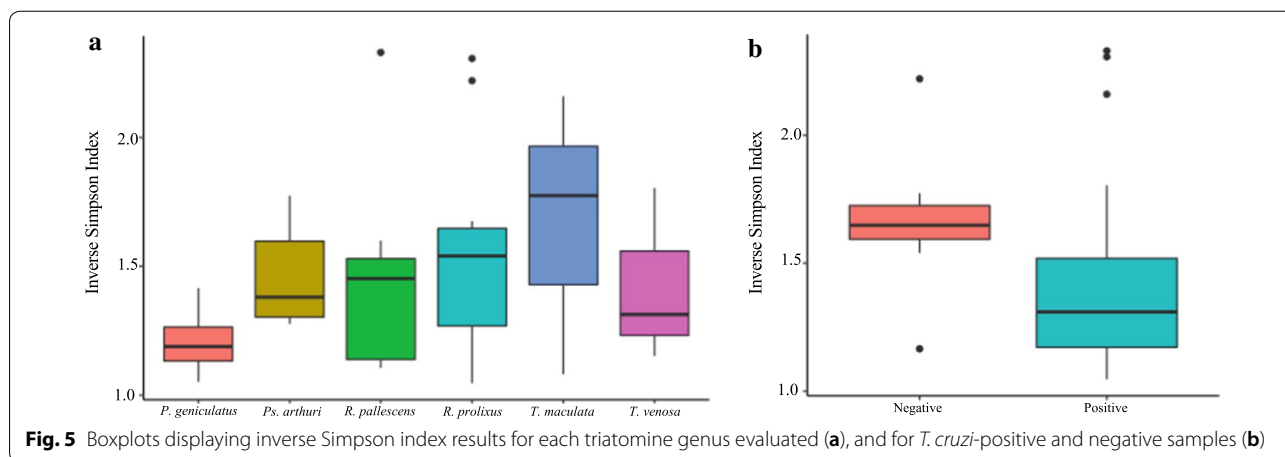 a
Inverse Simpson Index
2.0
1.5
1.0
P. geniculatus Ps. arthuri R. pallescens R. prolixus T. maculata T. venosa
b
Inverse Simpson Index
2.0
1.5
1.0
Negative Positive
Fig. 5 Boxplots displaying inverse Simpson index results for each triatomine genus evaluated (a), and for T. cruzi-positive and negative samples (b)